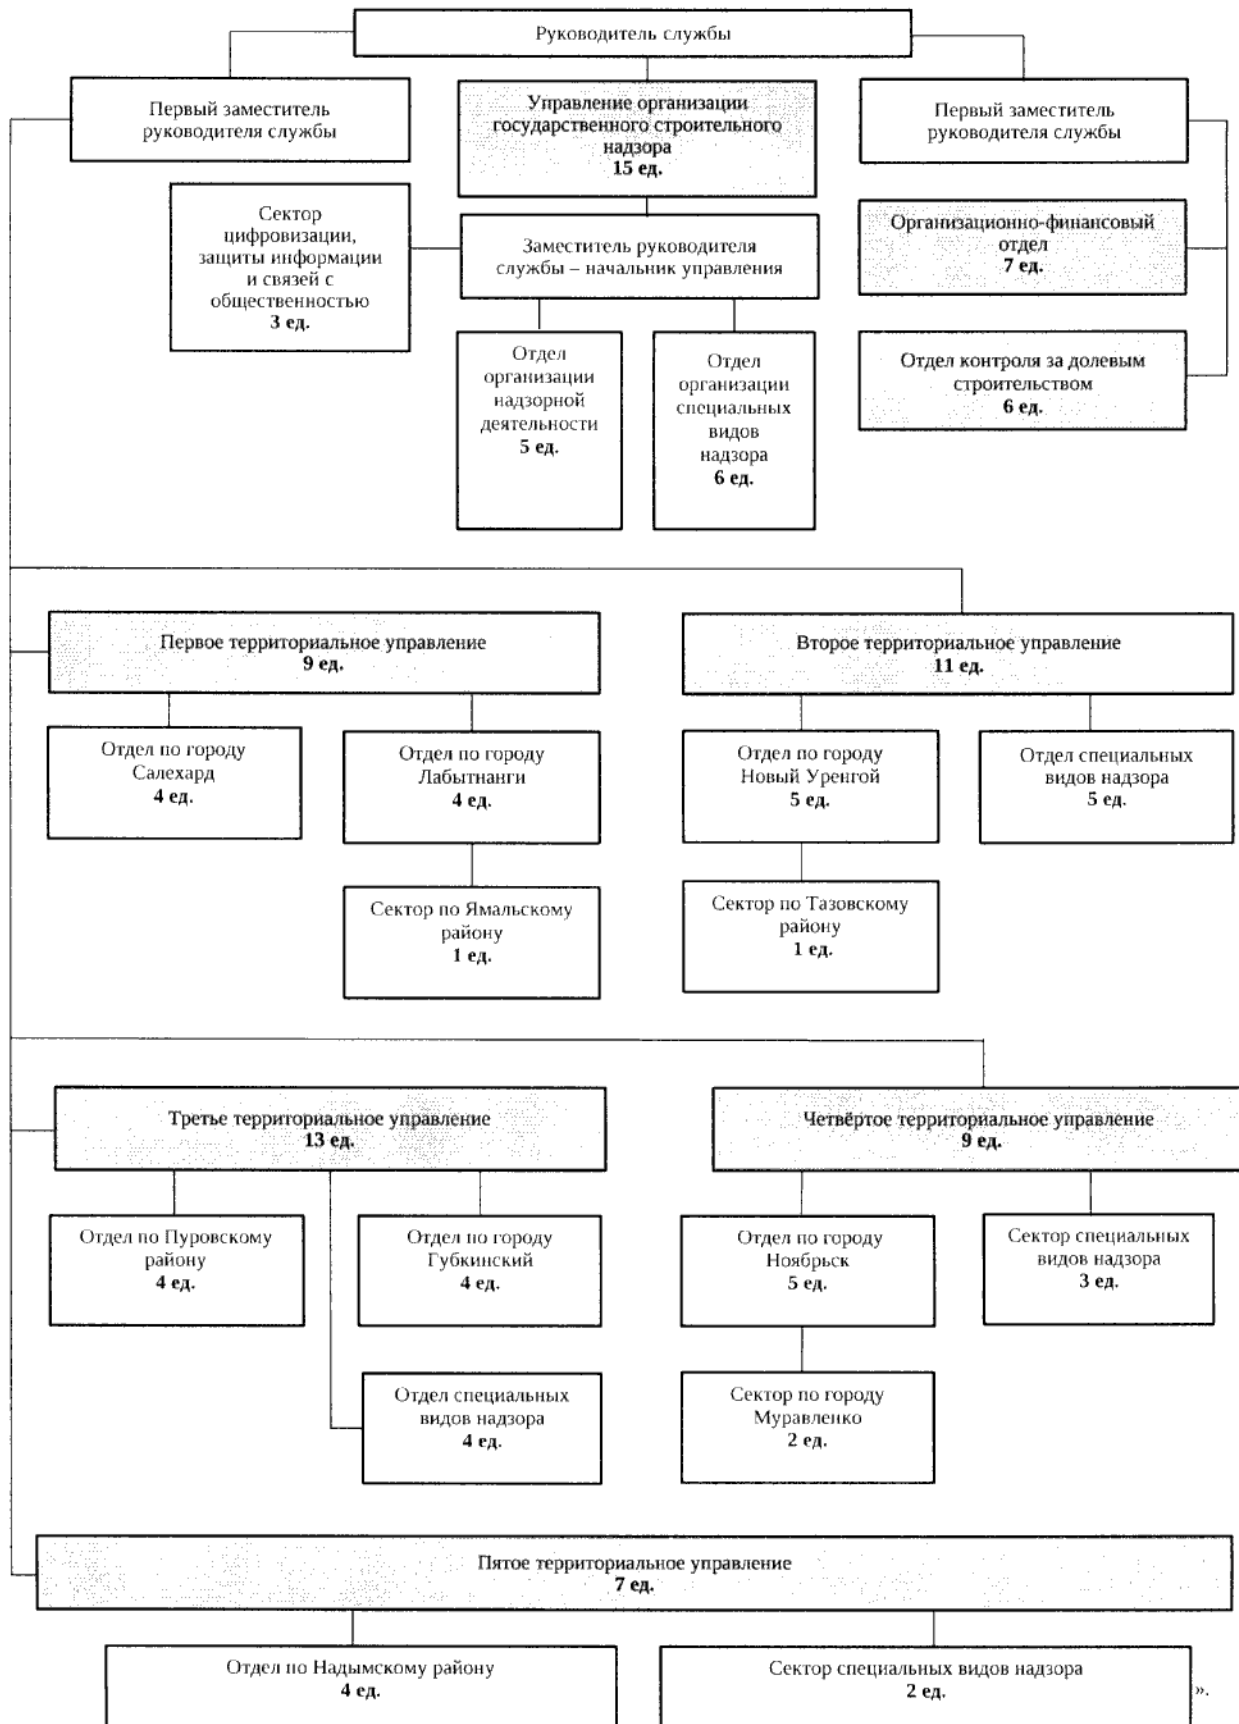 Руководитель службы
Первый заместитель
руководителя службы
Управление организации
государственного строительного
надзора
15 ед.
Первый заместитель
руководителя службы
Сектор
цифровизации,
защиты информации
и связей с
общественностью
3 ед.
Заместитель руководителя
службы – начальник управления
Организационно-финансовый
отдел
7 ед.
Отдел
организации
надзорной
деятельности
5 ед.
Отдел
организации
специальных
видов
надзора
6 ед.
Отдел контроля за долевым
строительством
6 ед.
Первое территориальное управление
9 ед.
Второе территориальное управление
11 ед.
Отдел по городу
Салехард
4 ед.
Отдел по городу
Лабытнанги
4 ед.
Отдел по городу
Новый Уренгой
5 ед.
Отдел специальных
видов надзора
5 ед.
Сектор по Ямальскому
району
1 ед.
Сектор по Тазовскому
району
1 ед.
Третье территориальное управление
13 ед.
Четвёртое территориальное управление
9 ед.
Отдел по Пуровскому
району
4 ед.
Отдел по городу
Губкинский
4 ед.
Отдел по городу
Ноябрьск
5 ед.
Сектор специальных
видов надзора
3 ед.
Отдел специальных
видов надзора
4 ед.
Сектор по городу
Муравленко
2 ед.
Пятое территориальное управление
7 ед.
Отдел по Надымскому району
4 ед.
Сектор специальных видов надзора
2 ед.
».